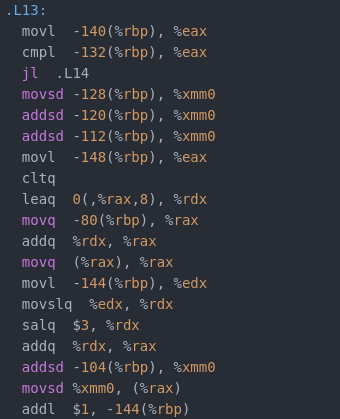 .L13:
movl -140(%rbp), %eax
cmpl -132(%rbp), %eax
jl .L14
movsd -128(%rbp), %xmm0
addsd -120(%rbp), %xmm0
addsd -112(%rbp), %xmm0
movl -148(%rbp), %eax
cltq
leaq 0(,%rax,8), %rdx
movq -80(%rbp), %rax
addq %rdx, %rax
movq (%rax), %rax
movl -144(%rbp), %edx
movslq %edx, %rdx
salq $3, %rdx
addq %rdx, %rax
addsd -104(%rbp), %xmm0
movsd %xmm0, (%rax)
addl $1, -144(%rbp)